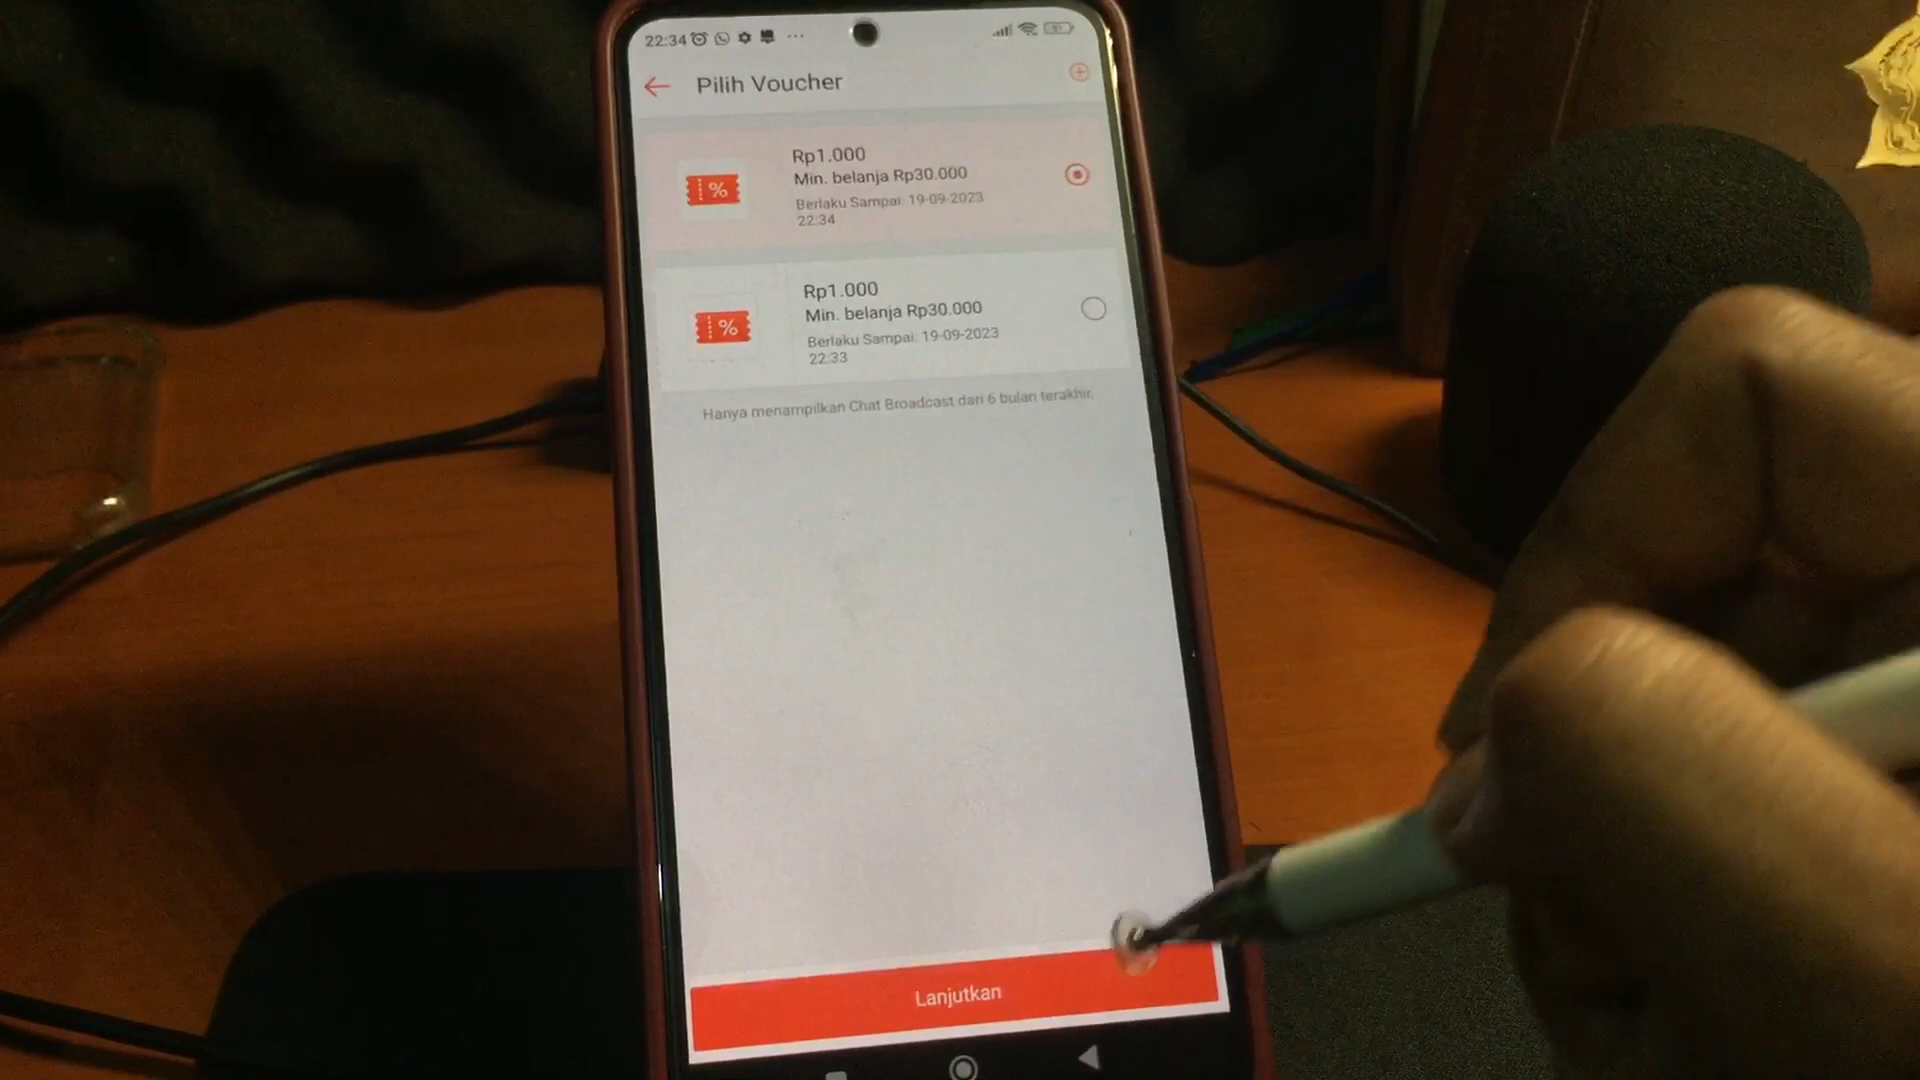 22:34
Pilih Voucher
Rp1.000
Min. belanja Rp30.000
Berlaku Sampai: 19-09-2023
22:34
%
Rp1.000
Min. belanja Rp30.000
Berlaku Sampai: 19-09-2023
22:33
%
Hanya menampilkan Chat Broadcast dari 6 bulan terakhir.
Lanjutkan